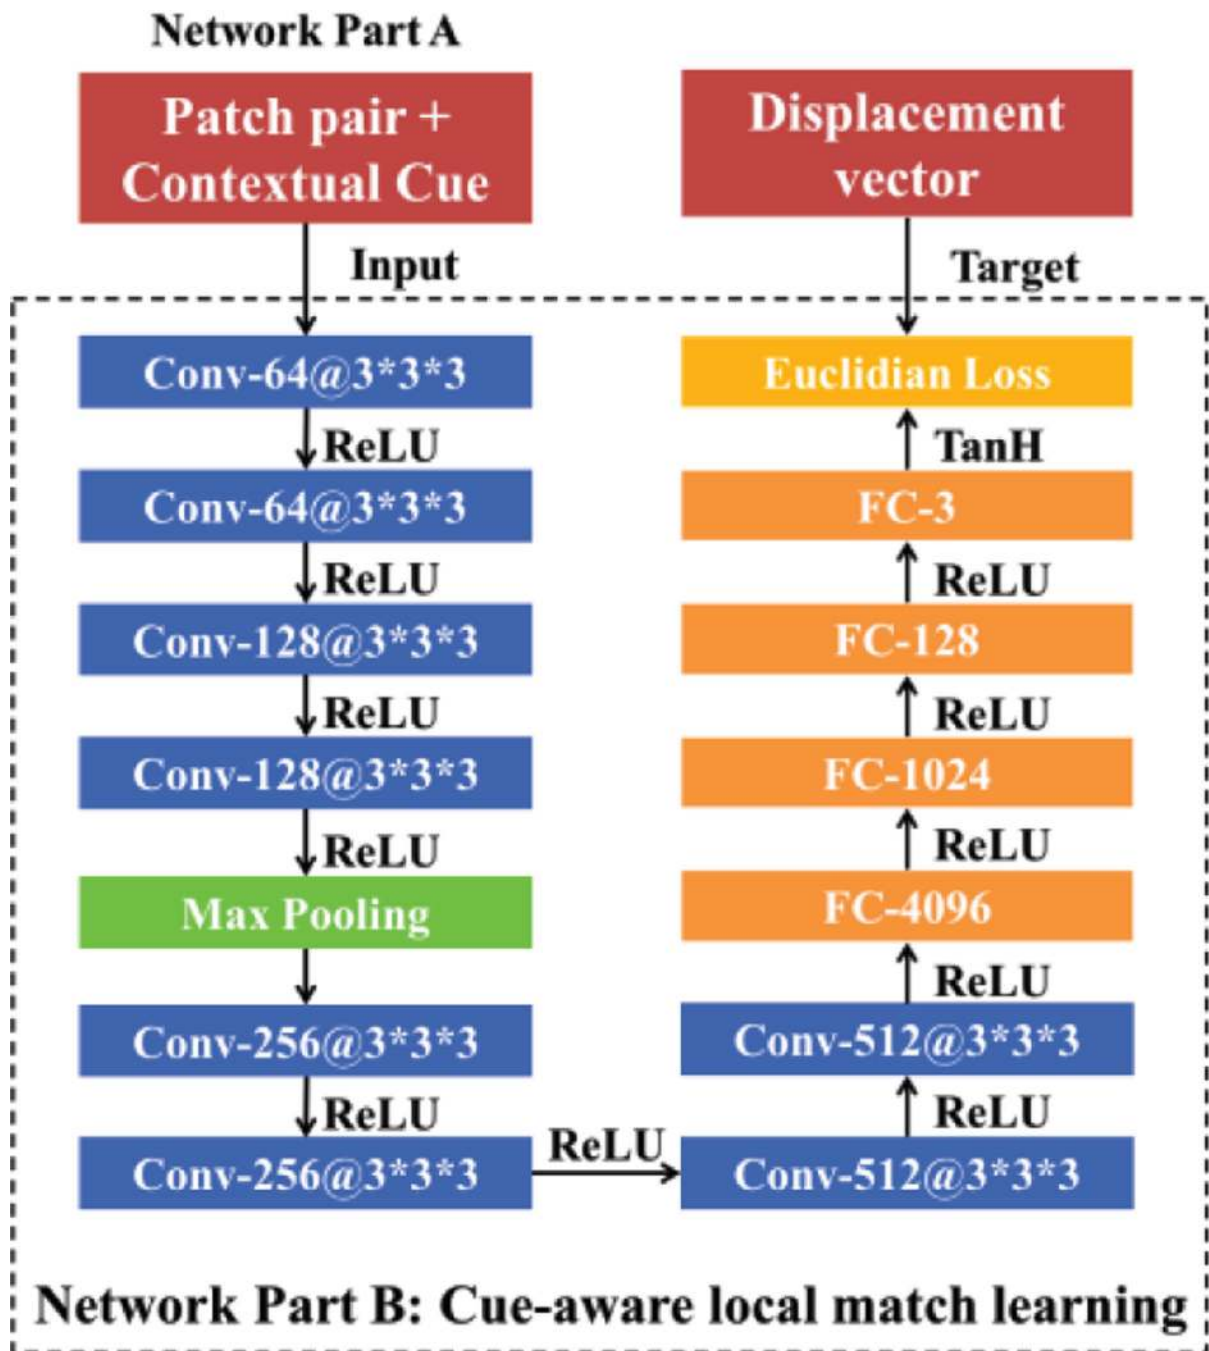 Network Part A
Patch pair +
Contextual Cue
Input
Conv-64@3*3*3
ReLU
Conv-64@3*3*3
ReLU
Conv-128@3*3*3
ReLU
Conv-128@3*3*3
ReLU
Max Pooling
Conv-256@3*3*3
ReLU
Conv-256@3*3*3
ReLU
Displacement
vector
Target
Euclidian Loss
TanH
FC-3
ReLU
FC-128
ReLU
FC-1024
ReLU
FC-4096
ReLU
Conv-512@3*3*3
ReLU
Conv-512@3*3*3
Network Part B: Cue-aware local match learning